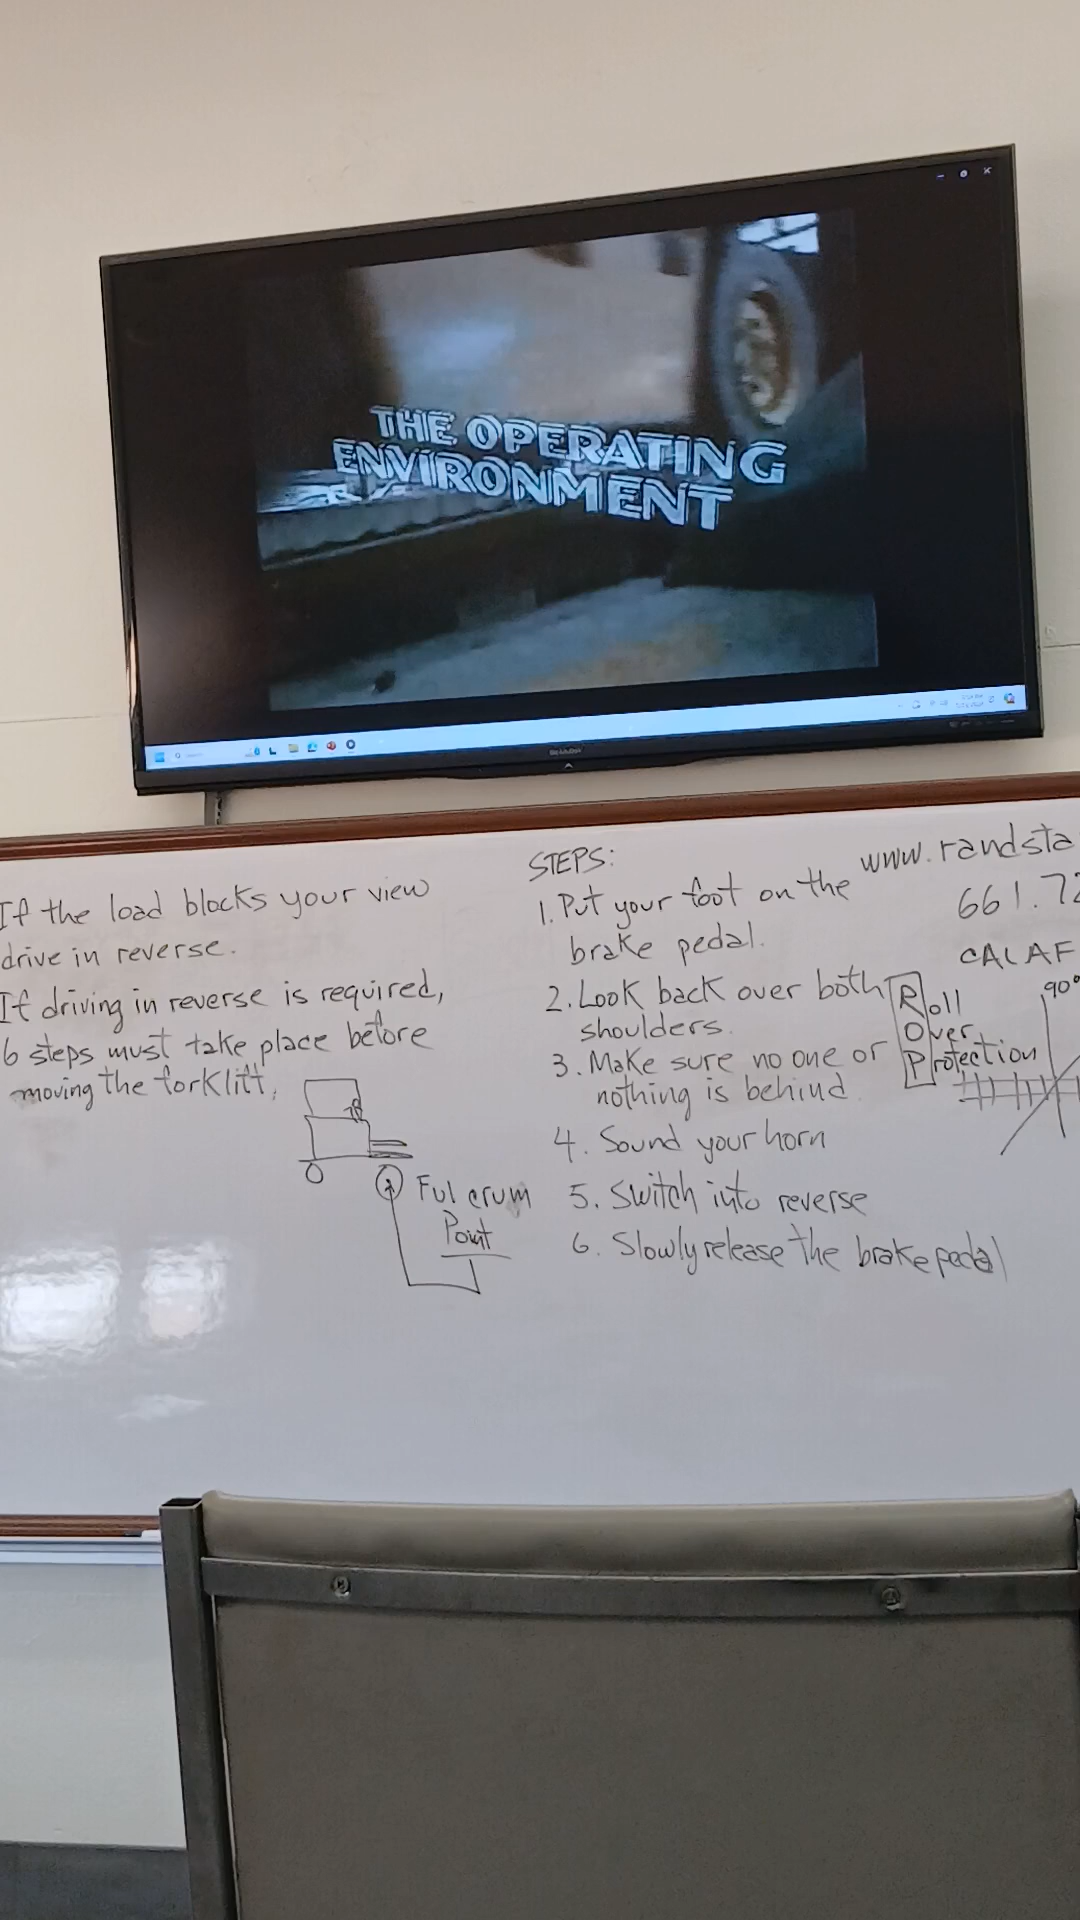 THE OPERATING
ENVIRONMENT
If the load blocks your view
drive in reverse.
If driving in reverse is required,
6 steps must take place before
moving the forklift.
Fulcrum
Point
STEPS:
1. Put your foot on the
brake pedal.
2. Look back over both
shoulders.
3. Make sure no one or
nothing is behind.
4. Sound your horn
5. Switch into reverse
6. Slowly release the brake pedal
www.randsta
661.72
CALAF
Roll
Over
Protection
90°